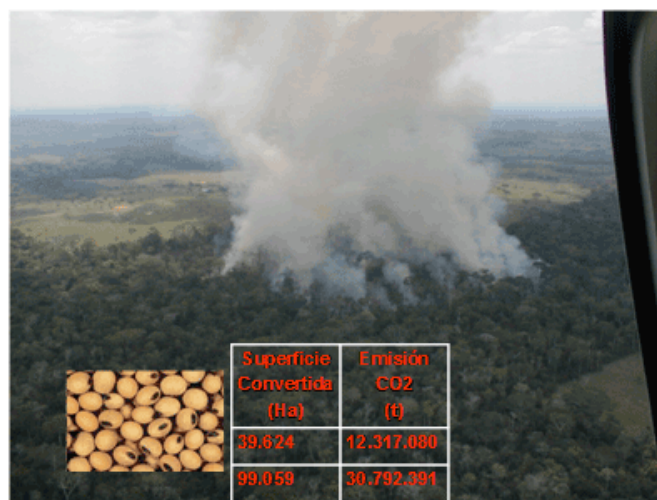 Superficie Emisión
Convertida CO2
(Ha) (t)
39.624 12.317.080
99.059 30.792.391